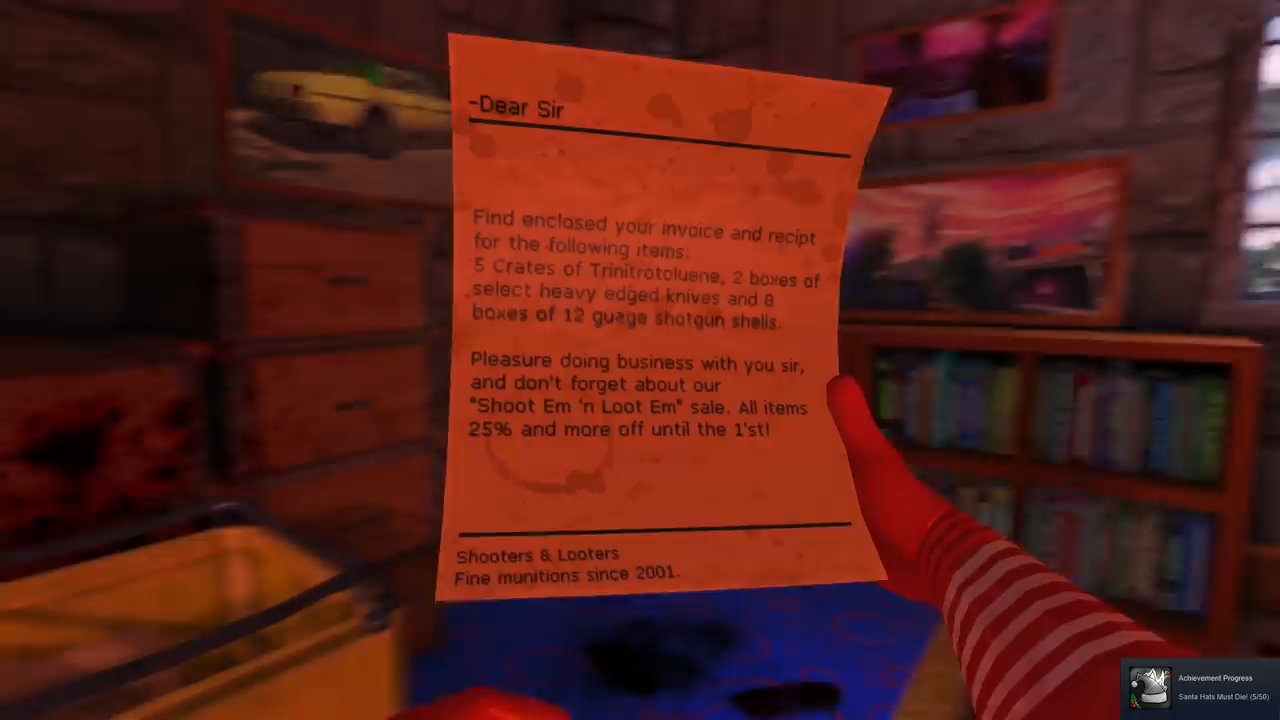 -Dear Sir
Find enclosed your invoice and recipt
for the following items:
5 Crates of Trinitrotoluene, 2 boxes of
select heavy edged knives and 8
boxes of 12 guage shotgun shells.
Pleasure doing business with you sir,
and don't forget about our
"Shoot Em 'n Loot Em" sale. All items
25% and more off until the 1'st!
Shooters & Looters
Fine munitions since 2001.
Achievement Progress
Santa Hats Must Die! (5/50)